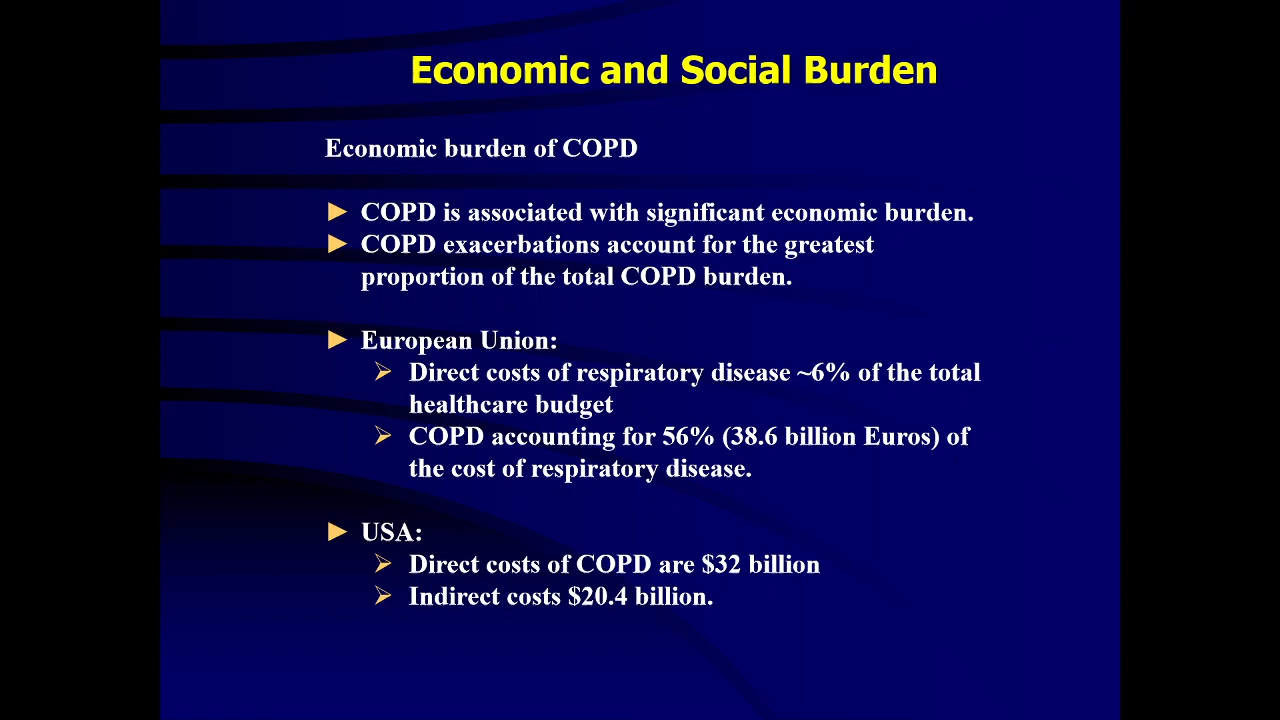 Economic and Social Burden
Economic burden of COPD
► COPD is associated with significant economic burden.
► COPD exacerbations account for the greatest
proportion of the total COPD burden.
► European Union:
➢ Direct costs of respiratory disease ~6% of the total
healthcare budget
➢ COPD accounting for 56% (38.6 billion Euros) of
the cost of respiratory disease.
► USA:
➢ Direct costs of COPD are $32 billion
➢ Indirect costs $20.4 billion.